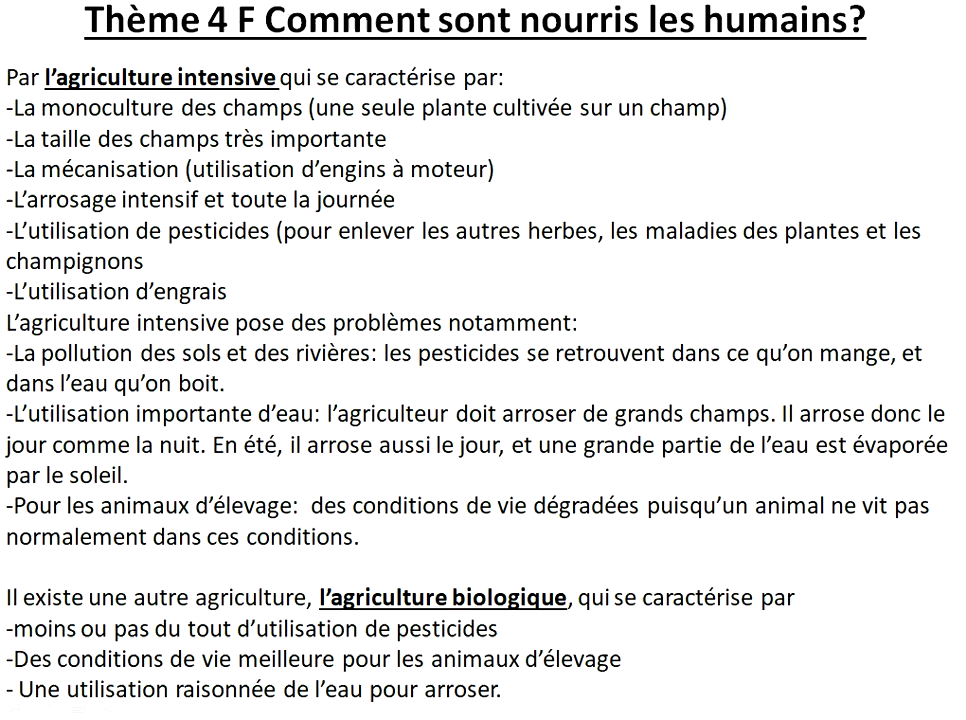 Thème 4 F Comment sont nourris les humains?
Par l’agriculture intensive qui se caractérise par:
-La monoculture des champs (une seule plante cultivée sur un champ)
-La taille des champs très importante
-La mécanisation (utilisation d’engins à moteur)
-L’arrosage intensif et toute la journée
-L’utilisation de pesticides (pour enlever les autres herbes, les maladies des plantes et les
champignons
-L’utilisation d’engrais
L’agriculture intensive pose des problèmes notamment:
-La pollution des sols et des rivières: les pesticides se retrouvent dans ce qu’on mange, et
dans l’eau qu’on boit.
-L’utilisation importante d’eau: l’agriculteur doit arroser de grands champs. Il arrose donc le
jour comme la nuit. En été, il arrose aussi le jour, et une grande partie de l’eau est évaporée
par le soleil.
-Pour les animaux d’élevage: des conditions de vie dégradées puisqu’un animal ne vit pas
normalement dans ces conditions.
Il existe une autre agriculture, l’agriculture biologique, qui se caractérise par
-moins ou pas du tout d’utilisation de pesticides
-Des conditions de vie meilleure pour les animaux d’élevage
- Une utilisation raisonnée de l’eau pour arroser.